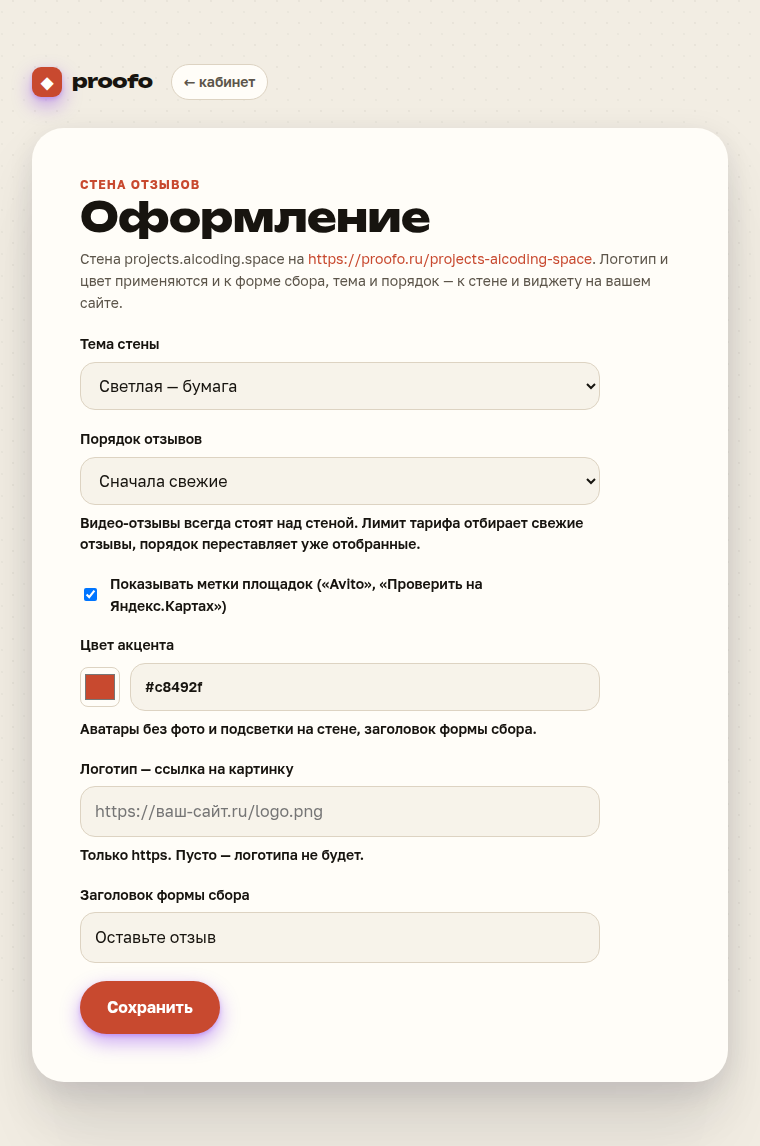 proofo
← кабинет
СТЕНА ОТЗЫВОВ
Оформление
Стена projects.aicoding.space на https://proofo.ru/projects-aicoding-space. Логотип и
цвет применяются и к форме сбора, тема и порядок — к стене и виджету на вашем
сайте.
Тема стены
Светлая — бумага
Порядок отзывов
Сначала свежие
Видео-отзывы всегда стоят над стеной. Лимит тарифа отбирает свежие
отзывы, порядок переставляет уже отобранные.
Показывать метки площадок («Avito», «Проверить на
Яндекс.Картах»)
Цвет акцента
#c8492f
Аватары без фото и подсветки на стене, заголовок формы сбора.
Логотип — ссылка на картинку
https://ваш-сайт.ru/logo.png
Только https. Пусто — логотипа не будет.
Заголовок формы сбора
Оставьте отзыв
Сохранить